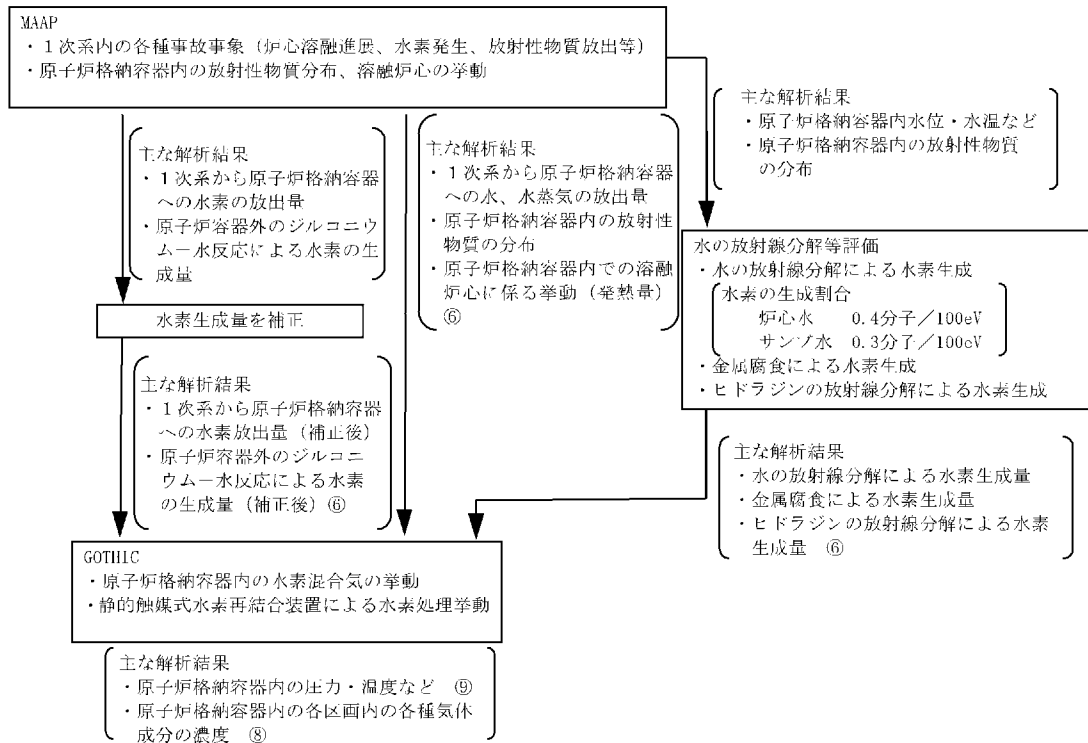 MAAP
・１次系内の各種事故事象（炉心溶融進展、水素発生、放射性物質放出等）
・原子炉格納容器内の放射性物質分布、溶融炉心の挙動
主な解析結果
・１次系から原子炉格納容器
への水素の放出量
・原子炉容器外のジルコニウ
ム－水反応による水素の生
成量
主な解析結果
・１次系から原子炉格納容器
への水、水蒸気の放出量
・原子炉格納容器内の放射性
物質の分布
・原子炉格納容器内での溶融
炉心に係る挙動（発熱量）
⑥
主な解析結果
・原子炉格納容器内水位・水温など
・原子炉格納容器内の放射性物質
の分布
水素生成量を補正
水の放射線分解等評価
・水の放射線分解による水素生成
水素の生成割合
炉心水　0.4分子／100eV
サンプ水　0.3分子／100eV
・金属腐食による水素生成
・ヒドラジンの放射線分解による水素生成
主な解析結果
・１次系から原子炉格納容器
への水素放出量（補正後）
・原子炉容器外のジルコニ
ウム－水反応による水素
の生成量（補正後）⑥
主な解析結果
・水の放射線分解による水素生成量
・金属腐食による水素生成量
・ヒドラジンの放射線分解による水素
生成量　⑥
GOTHIC
・原子炉格納容器内の水素混合気の挙動
・静的触媒式水素再結合装置による水素処理挙動
主な解析結果
・原子炉格納容器内の圧力・温度など　⑨
・原子炉格納容器内の各区画内の各種気体
成分の濃度　⑧